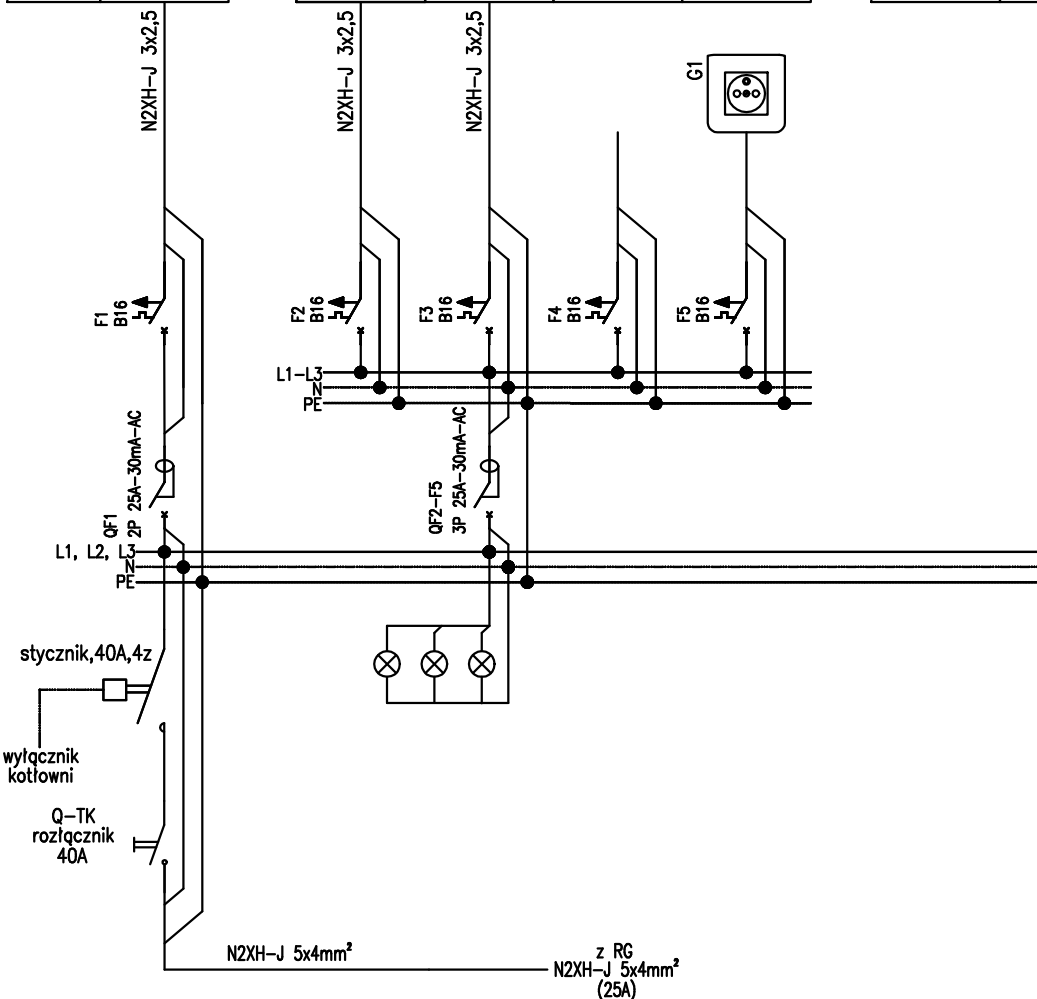 N2XH-J 3x2,5
N2XH-J 3x2,5
N2XH-J 3x2,5
G1
F1
B16
F2
B16
F3
B16
F4
B16
F5
B16
L1-L3
N
PE
QF1
2P 25A-30mA-AC
QF2-F5
3P 25A-30mA-AC
L1, L2, L3
N
PE
stycznik,40A,4z
wyłącznik
kotłowni
Q-TK
rozłącznik
40A
N2XH-J 5x4mm²
z RG
N2XH-J 5x4mm²
(25A)